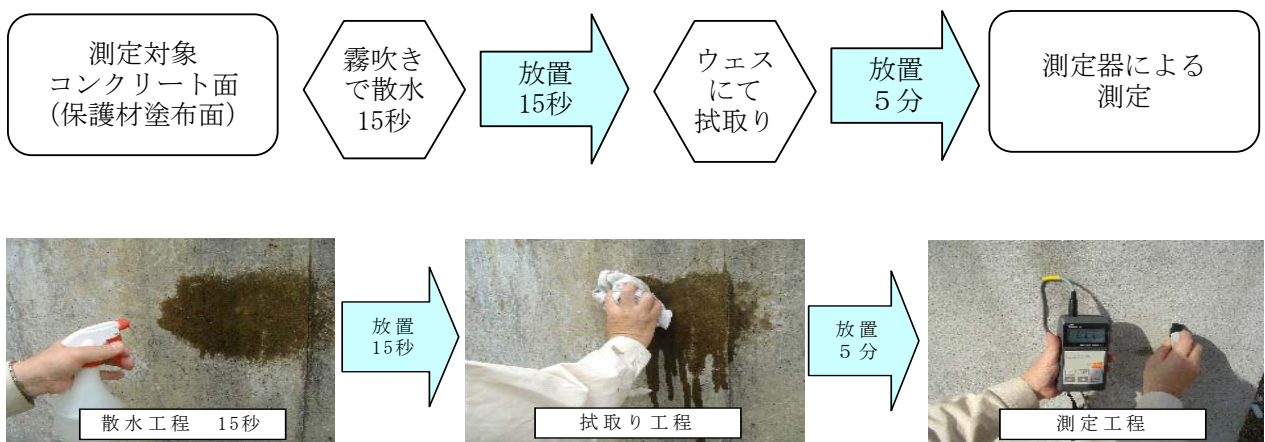 測定対象
コンクリート面
(保護材塗布面)
霧吹き
で散水
15秒
放置
15秒
ウェス
にて
拭取り
放置
５分
測定器による
測定
放置
15秒
放置
５分
散水工程　15秒
拭取り工程
測定工程